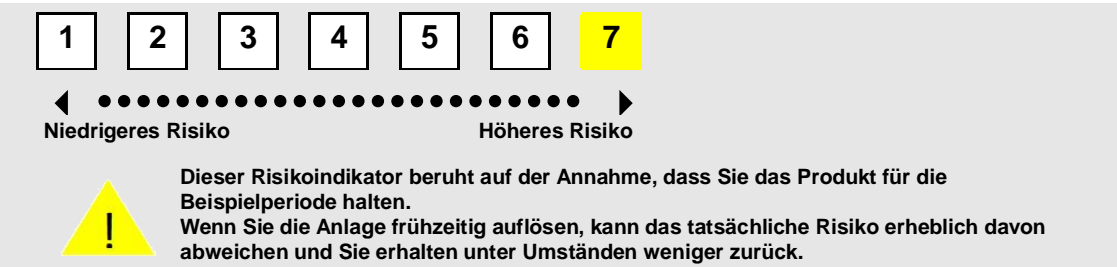 1 2 3 4 5 6 7
Niedrigeres Risiko Höheres Risiko
Dieser Risikoindikator beruht auf der Annahme, dass Sie das Produkt für die
Beispielperiode halten.
! Wenn Sie die Anlage frühzeitig auflösen, kann das tatsächliche Risiko erheblich davon
abweichen und Sie erhalten unter Umständen weniger zurück.